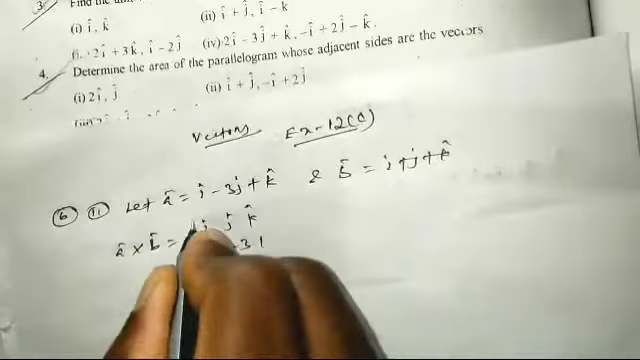 3. Find the
(i) î, k̂ (ii) î + ĵ, î − k̂
2î + 3k̂, î − 2ĵ (iv) 2î − 3ĵ + k̂, −î + 2ĵ − k̂.
4. Determine the area of the parallelogram whose adjacent sides are the vectors
(i) 2î, ĵ (ii) î + ĵ, −î + 2ĵ
Vectors Ex-12(C)
6 ii Let ā = î − 3ĵ + k̂ & b̄ = i + j + k̂
ā × b̄ = i ĵ k̂
-3 1